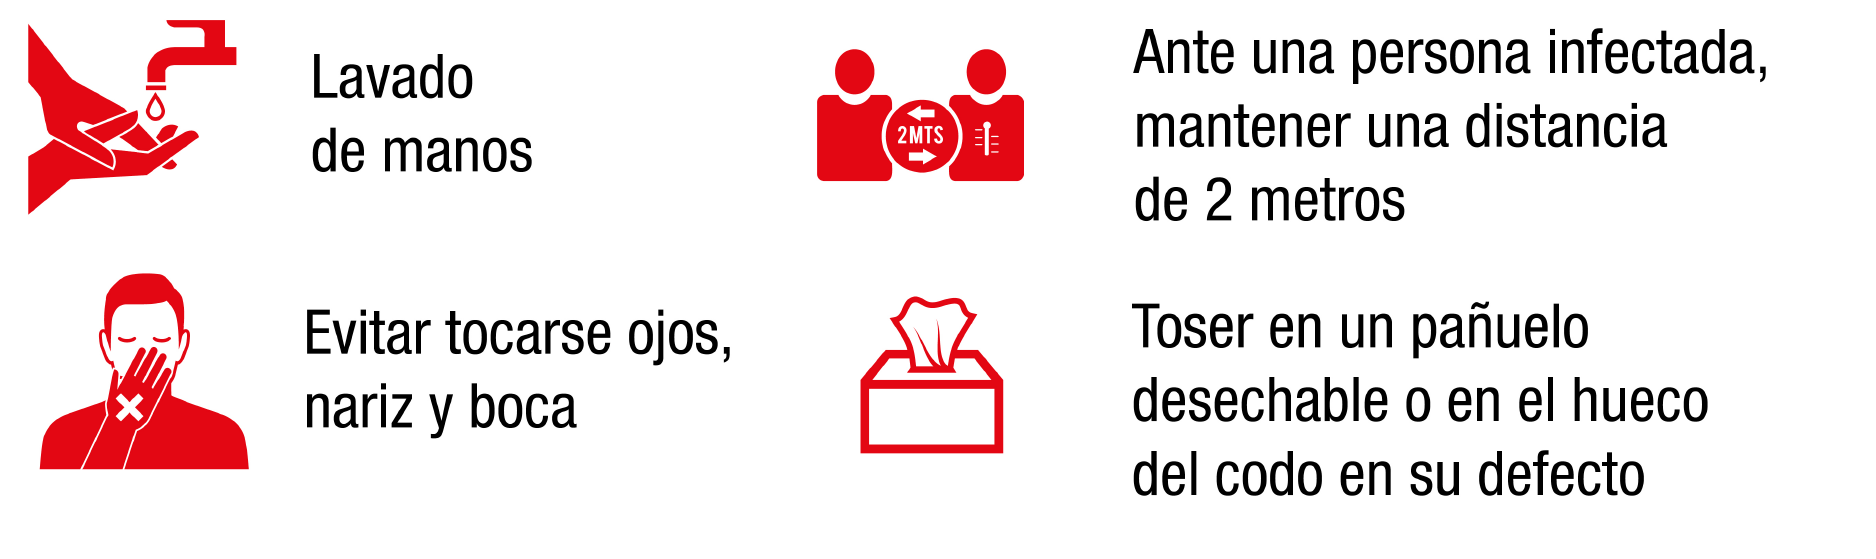 Lavado
de manos
2MTS
Ante una persona infectada,
mantener una distancia
de 2 metros
Evitar tocarse ojos,
nariz y boca
Toser en un pañuelo
desechable o en el hueco
del codo en su defecto